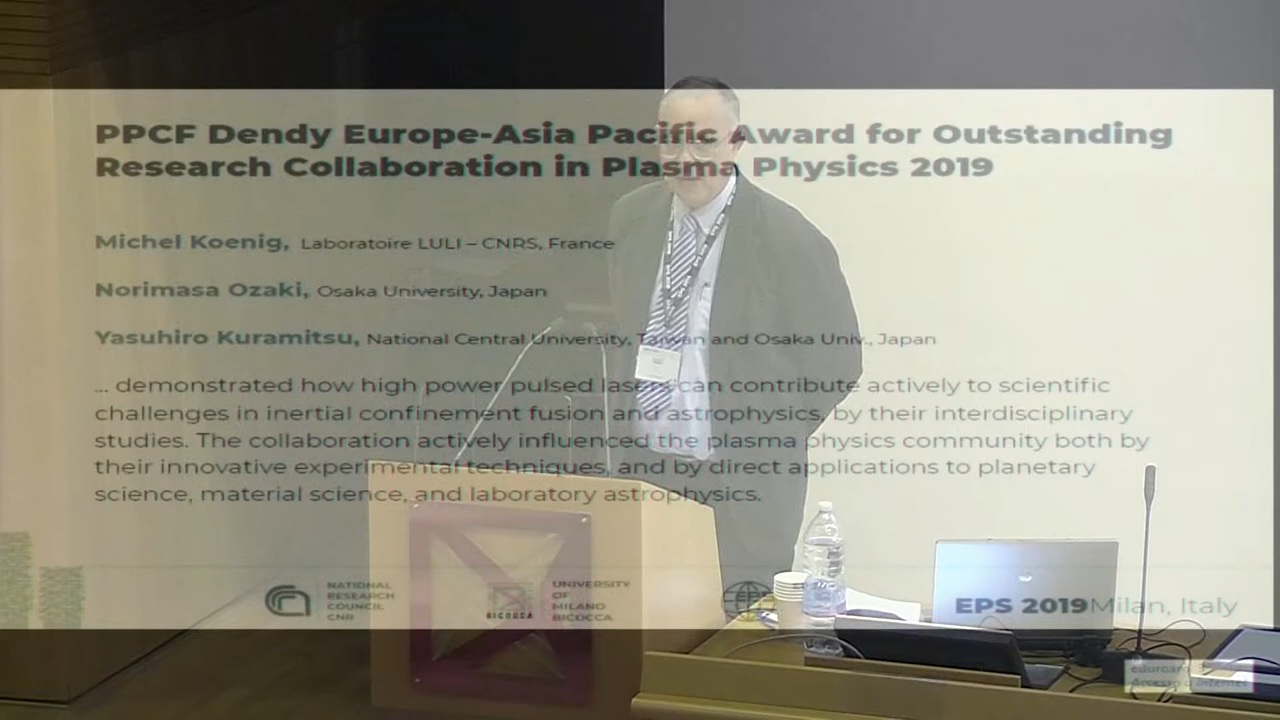 PPCF Dendy Europe-Asia Pacific Award for Outstanding
Research Collaboration in Plasma Physics 2019
Michel Koenig, Laboratoire LULI – CNRS, France
Norimasa Ozaki, Osaka University, Japan
Yasuhiro Kuramitsu, National Central University, Taiwan and Osaka Univ., Japan
... demonstrated how high power pulsed lasers can contribute actively to scientific
challenges in inertial confinement fusion and astrophysics, by their interdisciplinary
studies. The collaboration actively influenced the plasma physics community both by
their innovative experimental techniques, and by direct applications to planetary
science, material science, and laboratory astrophysics.
NATIONAL
RESEARCH
COUNCIL
CNR
BICOCCA
UNIVERSITY
OF
MILANO
BICOCCA
EPS 2019 Milan, Italy
eduroam
Accesso a Internet